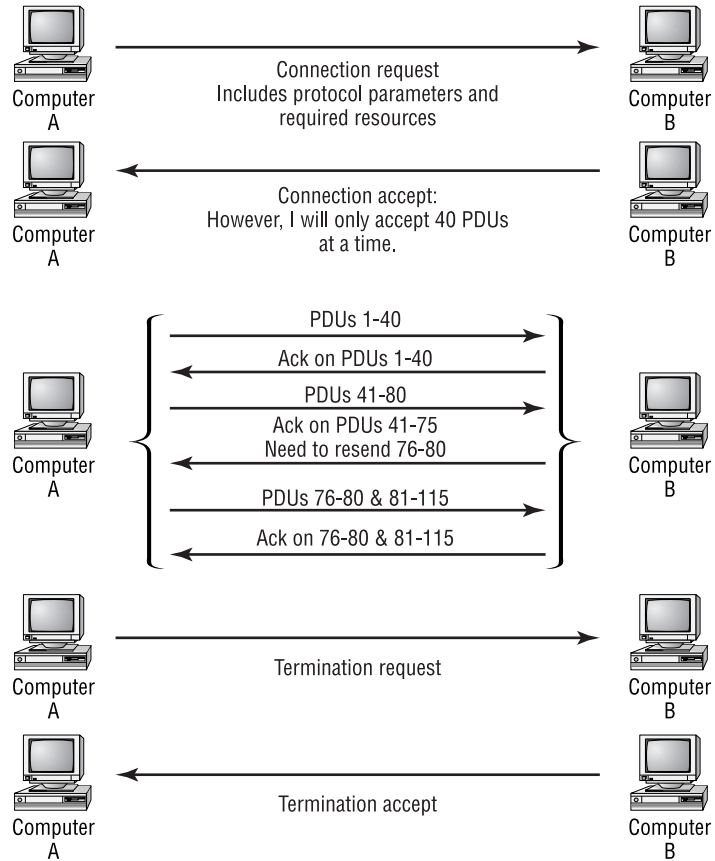 Computer
A
Connection request
Includes protocol parameters and
required resources
Computer
B
Computer
A
Connection accept:
However, I will only accept 40 PDUs
at a time.
Computer
B
Computer
A
PDUs 1-40
Ack on PDUs 1-40
PDUs 41-80
Ack on PDUs 41-75
Need to resend 76-80
PDUs 76-80 & 81-115
Ack on 76-80 & 81-115
Computer
B
Computer
A
Termination request
Computer
B
Computer
A
Termination accept
Computer
B